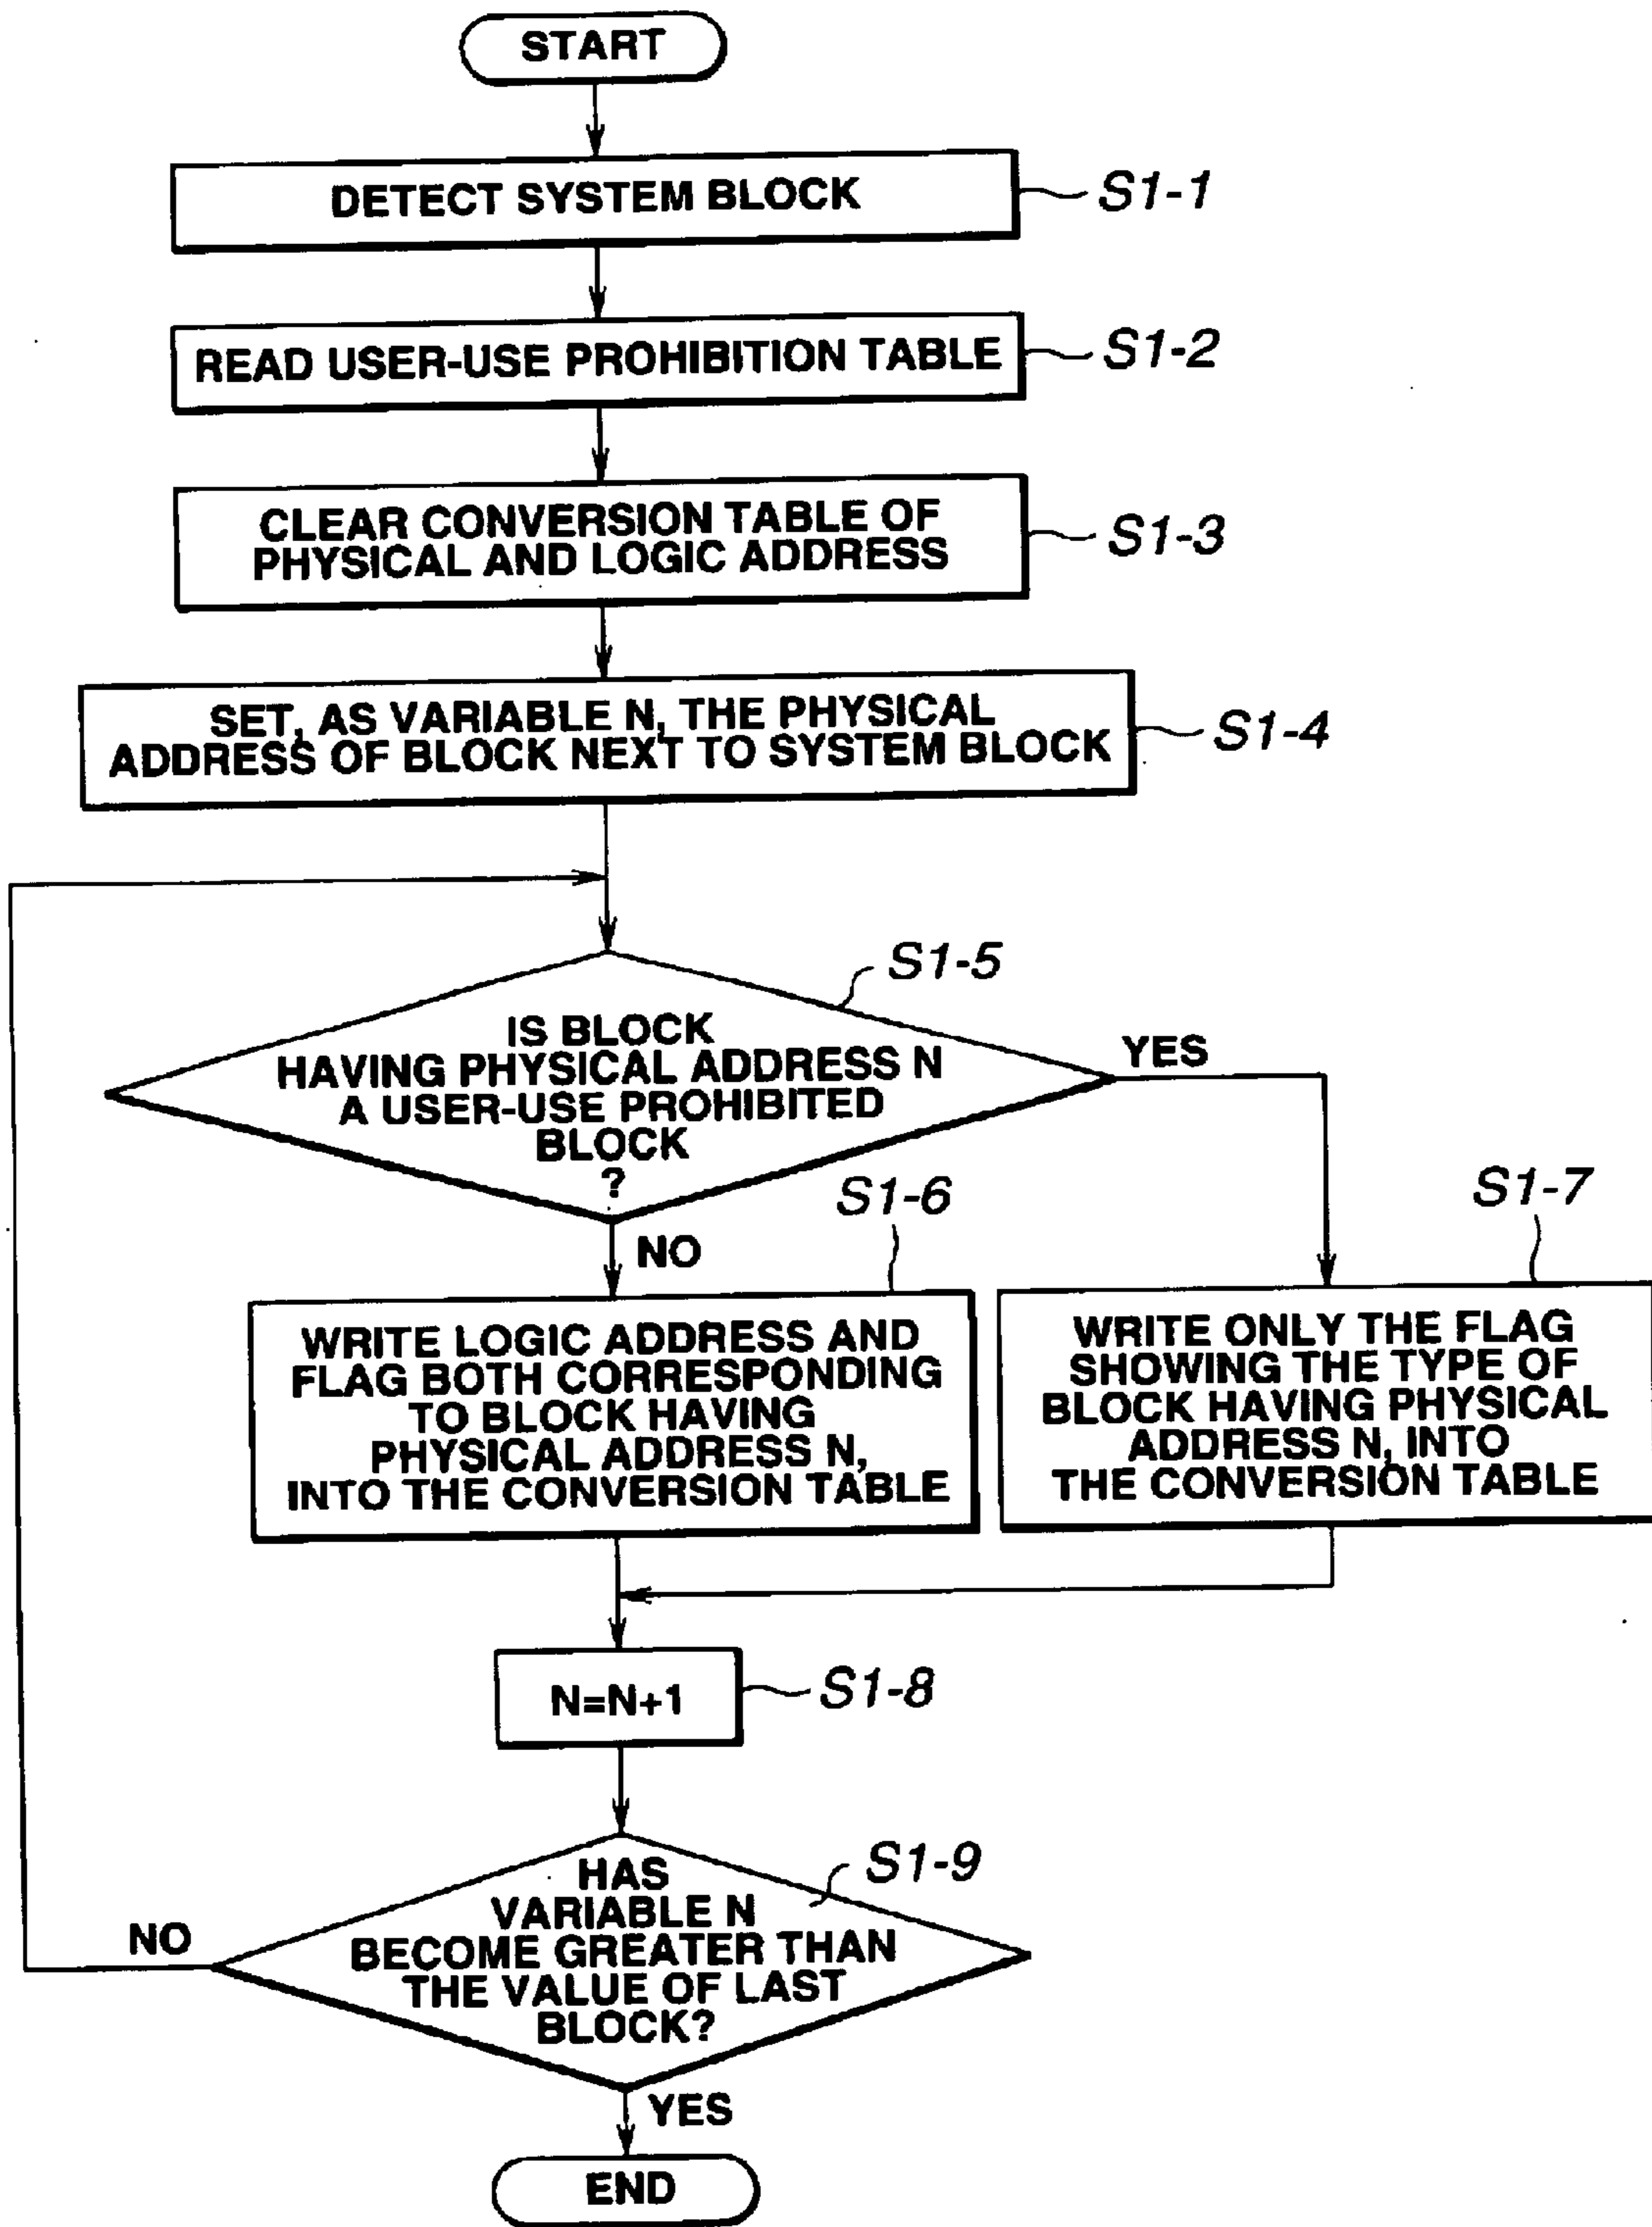 START
DETECT SYSTEM BLOCK
S1-1
READ USER-USE PROHIBITION TABLE
S1-2
CLEAR CONVERSION TABLE OF
PHYSICAL AND LOGIC ADDRESS
S1-3
SET, AS VARIABLE N, THE PHYSICAL
ADDRESS OF BLOCK NEXT TO SYSTEM BLOCK
S1-4
S1-5
IS BLOCK
HAVING PHYSICAL ADDRESS N
A USER-USE PROHIBITED
BLOCK
?
YES
NO
S1-6
WRITE LOGIC ADDRESS AND
FLAG BOTH CORRESPONDING
TO BLOCK HAVING
PHYSICAL ADDRESS N,
INTO THE CONVERSION TABLE
S1-7
WRITE ONLY THE FLAG
SHOWING THE TYPE OF
BLOCK HAVING PHYSICAL
ADDRESS N, INTO
THE CONVERSION TABLE
N=N+1
S1-8
S1-9
HAS
VARIABLE N
BECOME GREATER THAN
THE VALUE OF LAST
BLOCK?
NO
YES
END